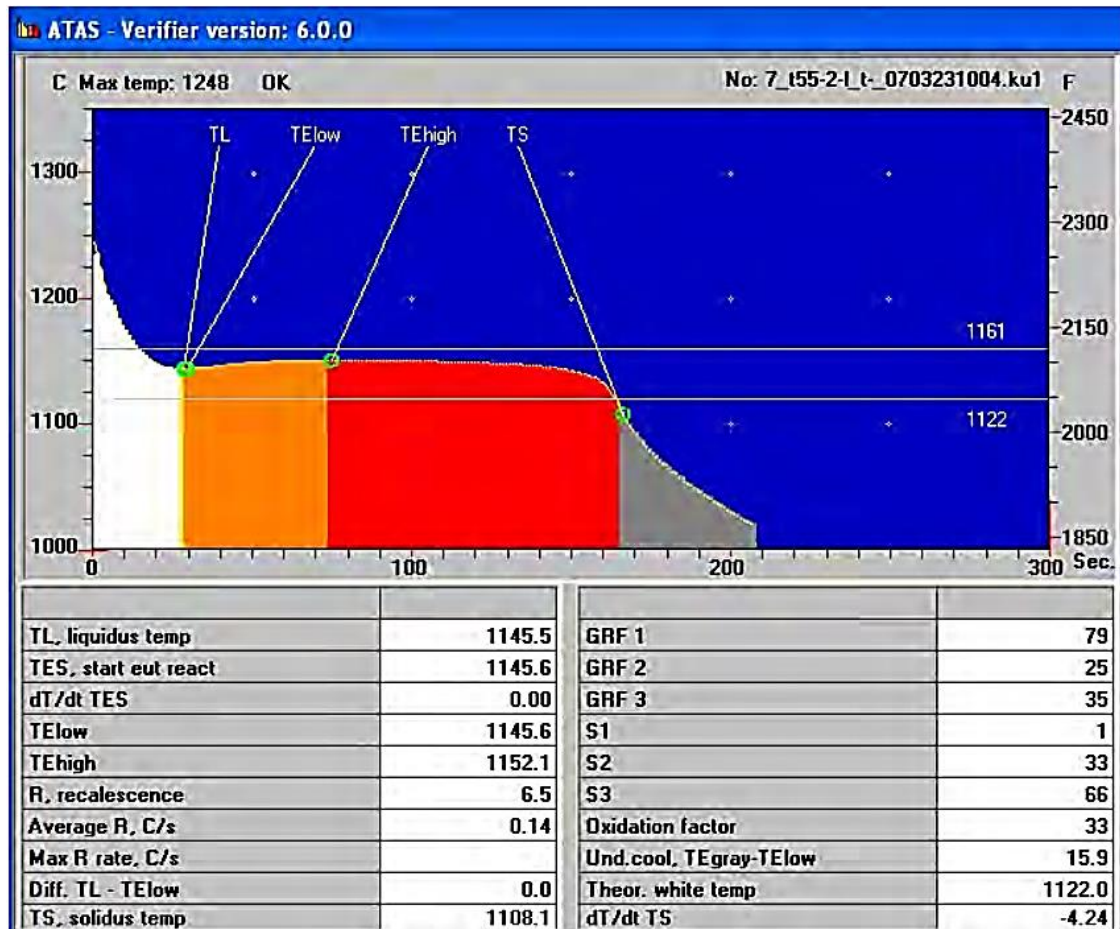 ATAS - Verifier version: 6.0.0
C Max temp: 1248 OK No: 7_t55-2-l_t-_0703231004.ku1 F
TL TElow TEhigh TS
2450
1300
2300
1200
2150
1161
1100
1122
2000
1000
1850
0 100 200 300 Sec.
TL, liquidus temp 1145.5 GRF 1 79
TES, start eut react 1145.6 GRF 2 25
dT/dt TES 0.00 GRF 3 35
TElow 1145.6 S1 1
TEhigh 1152.1 S2 33
R, recalescence 6.5 S3 66
Average R, C/s 0.14 Oxidation factor 33
Max R rate, C/s Und.cool, TEgray-TElow 15.9
Diff. TL - TElow 0.0 Theor. white temp 1122.0
TS, solidus temp 1108.1 dT/dt TS -4.24